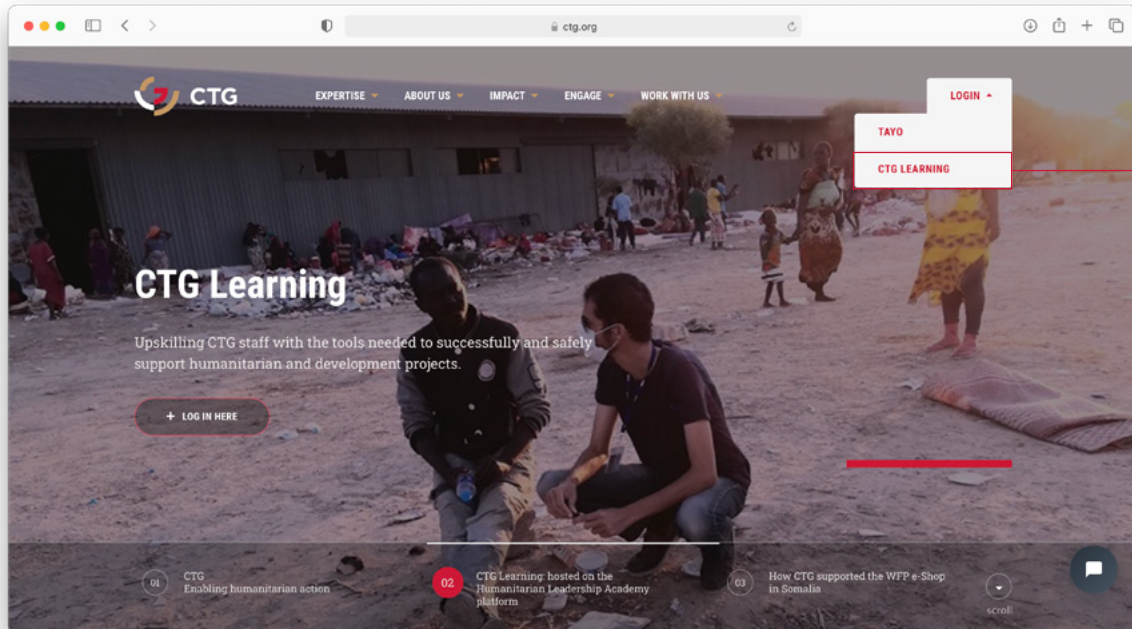 ctg.org
CTG
EXPERTISE
ABOUT US
IMPACT
ENGAGE
WORK WITH US
LOGIN
TAYO
CTG LEARNING
CTG Learning
Upskilling CTG staff with the tools needed to successfully and safely
support humanitarian and development projects.
+ LOG IN HERE
01
CTG
Enabling humanitarian action
02
CTG Learning: hosted on the
Humanitarian Leadership Academy
platform
03
How CTG supported the WFP e-Shop
in Somalia
scroll